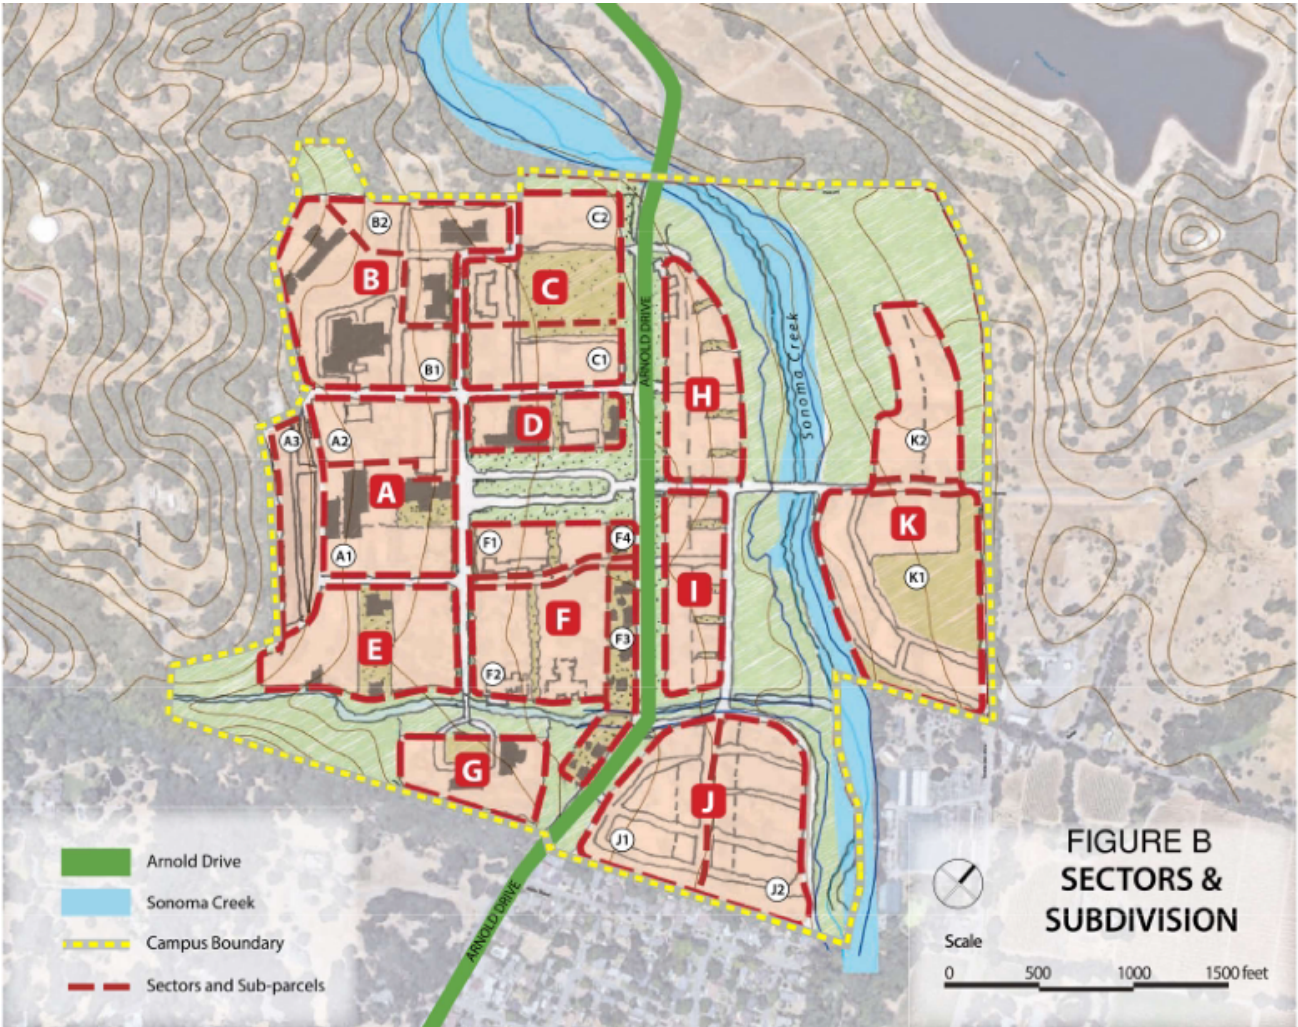 B2
C2
B
C
B1
C1
ARNOLD DRIVE
Sonoma Creek
H
D
A3
A2
K2
A
K
F1
F4
A1
K1
I
F
E
F3
F2
G
J
J1
J2
ARNOLD DRIVE
Arnold Drive
Sonoma Creek
Campus Boundary
Sectors and Sub-parcels
FIGURE B
SECTORS &
SUBDIVISION
Scale
0 500 1000 1500 feet